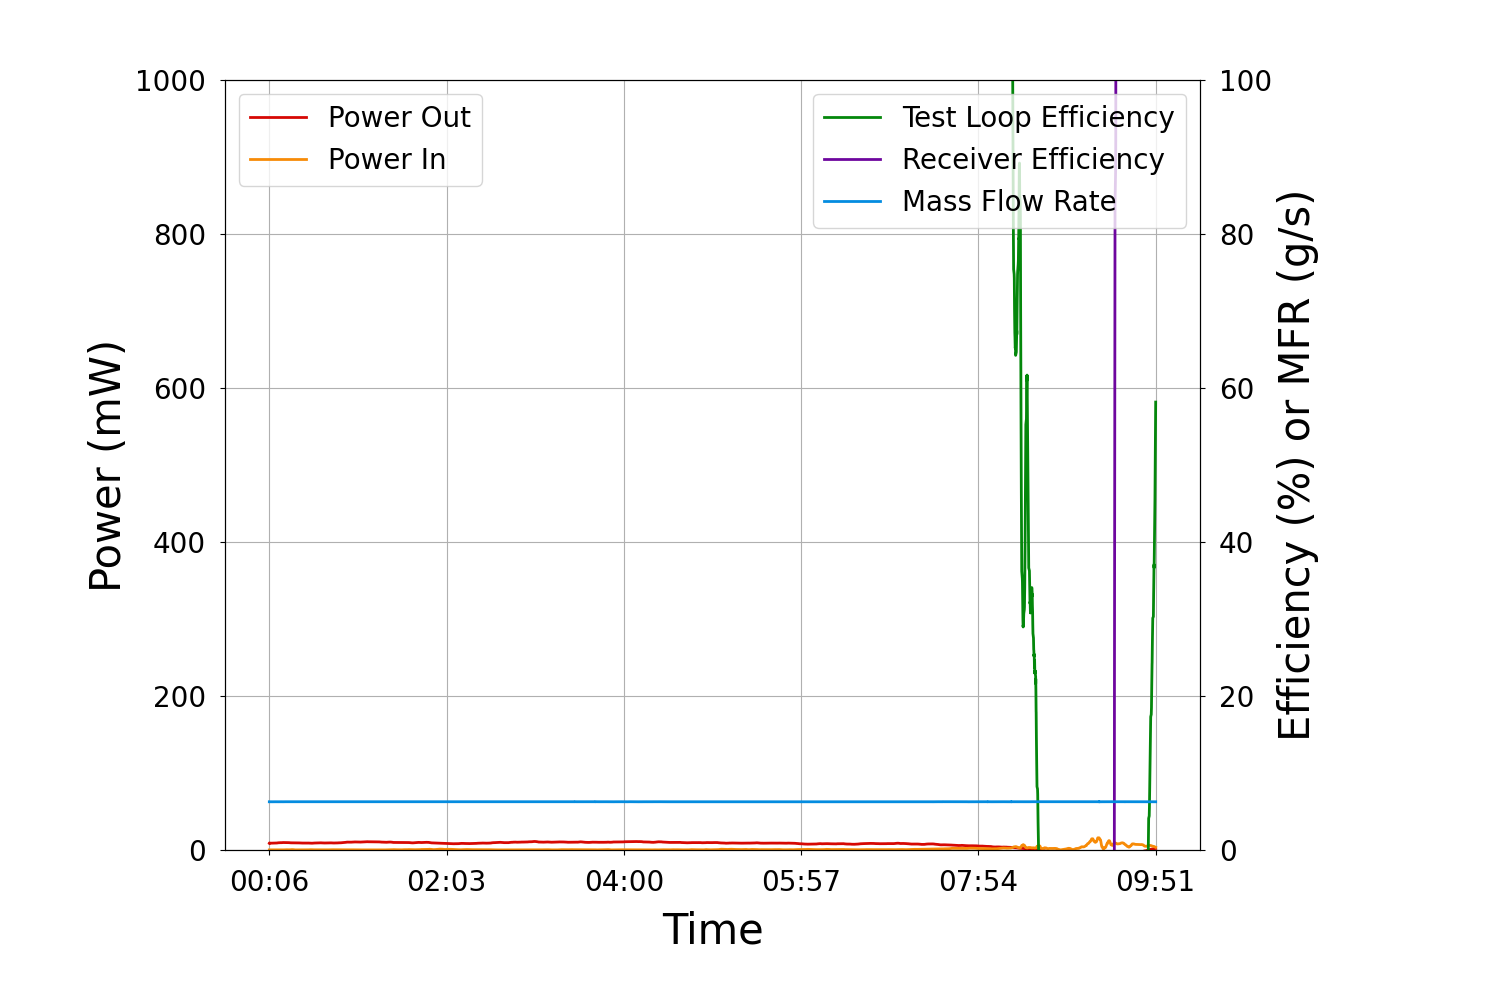 1000
800
600
400
200
0
Power (mW)
Power Out
Power In
Test Loop Efficiency
Receiver Efficiency
Mass Flow Rate
100
80
60
40
20
0
Efficiency (%) or MFR (g/s)
00:06 02:03 04:00 05:57 07:54 09:51
Time